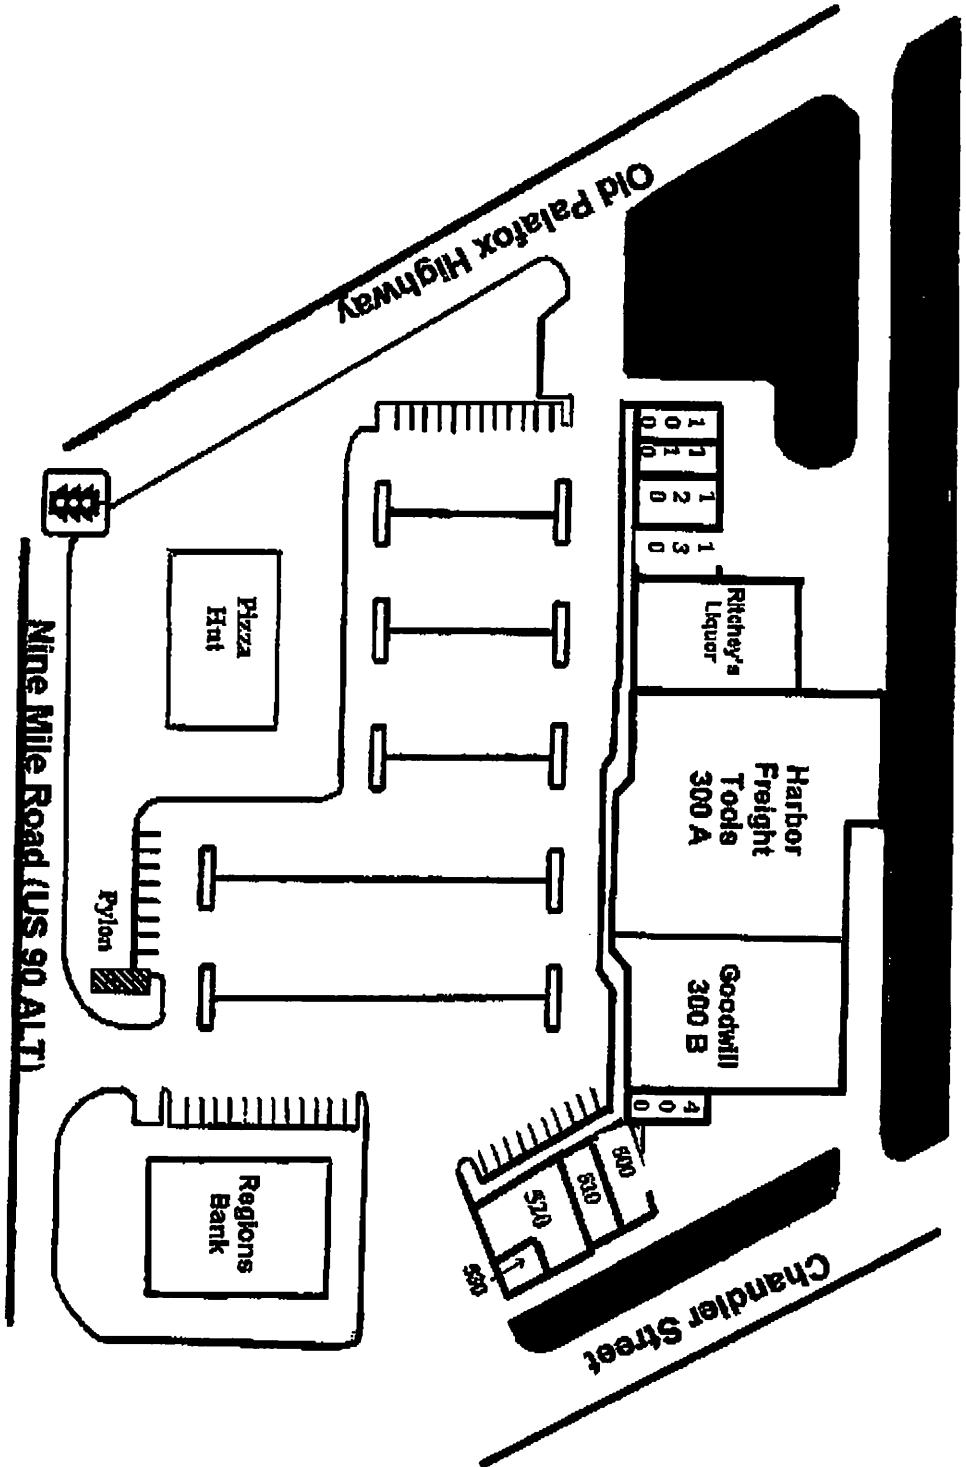 Old Palafox Highway
100
110
120
130
Ritchey's
Liquor
Harbor
Freight
Tools
300 A
Goodwill
300 B
400
500
510
520
530
Pizza
Hut
Pylon
Regions
Bank
Nine Mile Road (US 90 ALT)
Chandler Street